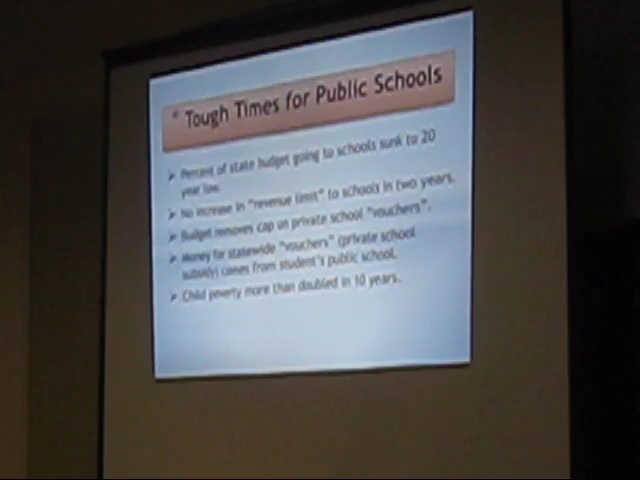 * Tough Times for Public Schools
➤ Percent of state budget going to schools sunk to 20
year low.
➤ No increase in "revenue limit" to schools in two years.
➤ Budget removes cap on private school "vouchers".
➤ Money for statewide "vouchers" (private school
subsidy) comes from student's public school.
➤ Child poverty more than doubled in 10 years.